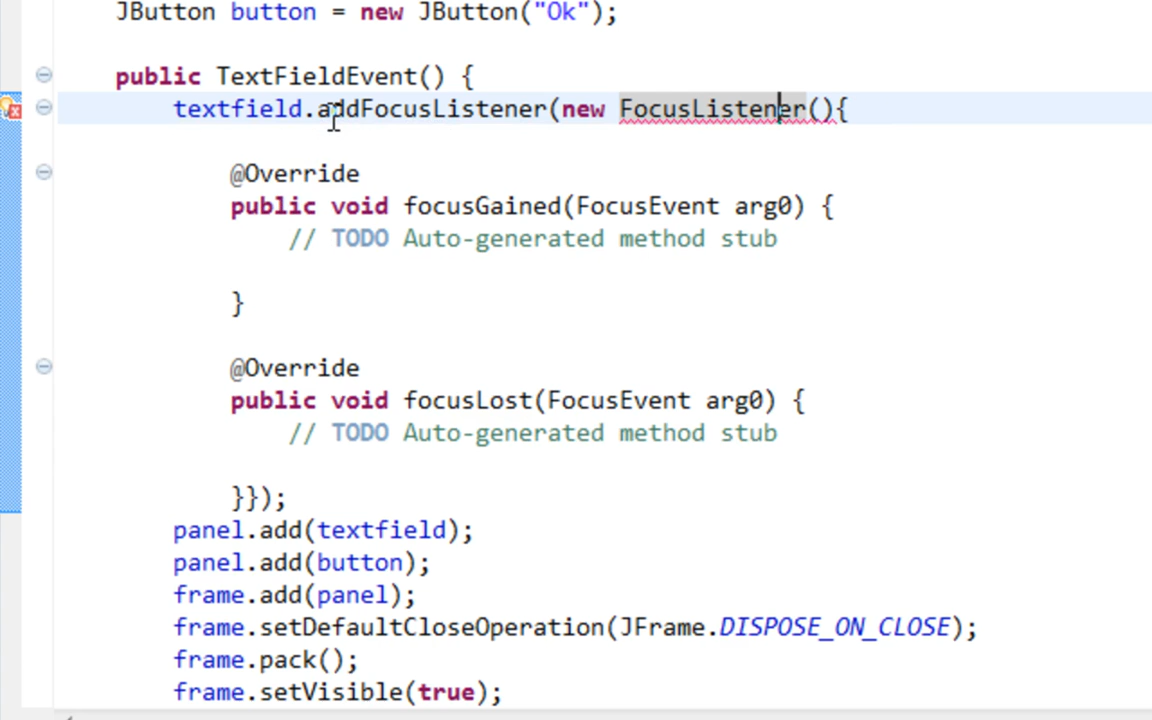 JButton button = new JButton("Ok");
public TextFieldEvent() {
textfield.addFocusListener(new FocusListener(){
@Override
public void focusGained(FocusEvent arg0) {
// TODO Auto-generated method stub
}
@Override
public void focusLost(FocusEvent arg0) {
// TODO Auto-generated method stub
}});
panel.add(textfield);
panel.add(button);
frame.add(panel);
frame.setDefaultCloseOperation(JFrame.DISPOSE_ON_CLOSE);
frame.pack();
frame.setVisible(true);